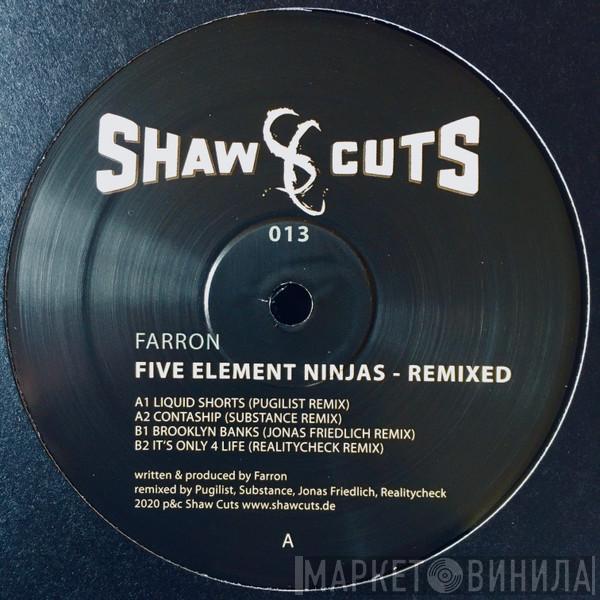 SHAW SC CUTS
013
FARRON
FIVE ELEMENT NINJAS - REMIXED
A1 LIQUID SHORTS (PUGILIST REMIX)
A2 CONTASHIP (SUBSTANCE REMIX)
B1 BROOKLYN BANKS (JONAS FRIEDLICH REMIX)
B2 IT'S ONLY 4 LIFE (REALITYCHECK REMIX)
written & produced by Farron
remixed by Pugilist, Substance, Jonas Friedlich, Realitycheck
2020 p&c Shaw Cuts www.shawcuts.de
A
МАРКЕТ ВИНИЛА